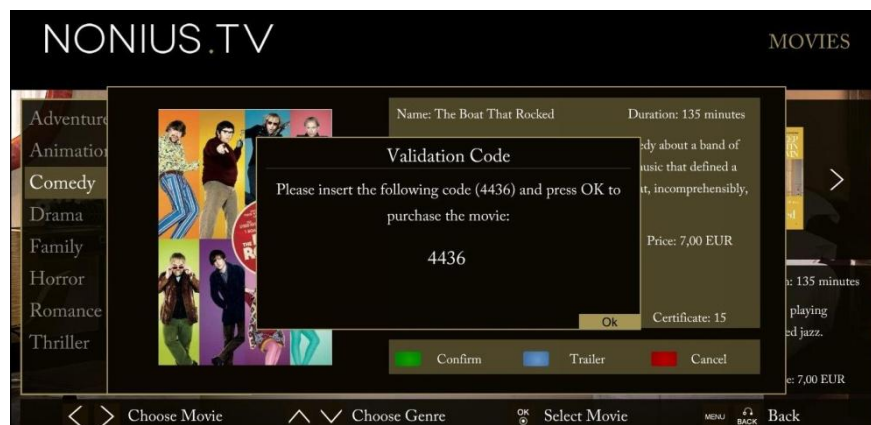 NONIUS.TV
MOVIES
Adventure
Animation
Comedy
Drama
Family
Horror
Romance
Thriller
Name: The Boat That Rocked
Duration: 135 minutes
edy about a band of
usic that defined a
t, incomprehensibly,
Price: 7,00 EUR
Certificate: 15
Validation Code
Please insert the following code (4436) and press OK to
purchase the movie:
4436
Ok
Confirm
Trailer
Cancel
n: 135 minutes
playing
ed jazz.
e: 7,00 EUR
Choose Movie
Choose Genre
OK
Select Movie
MENU
BACK
Back